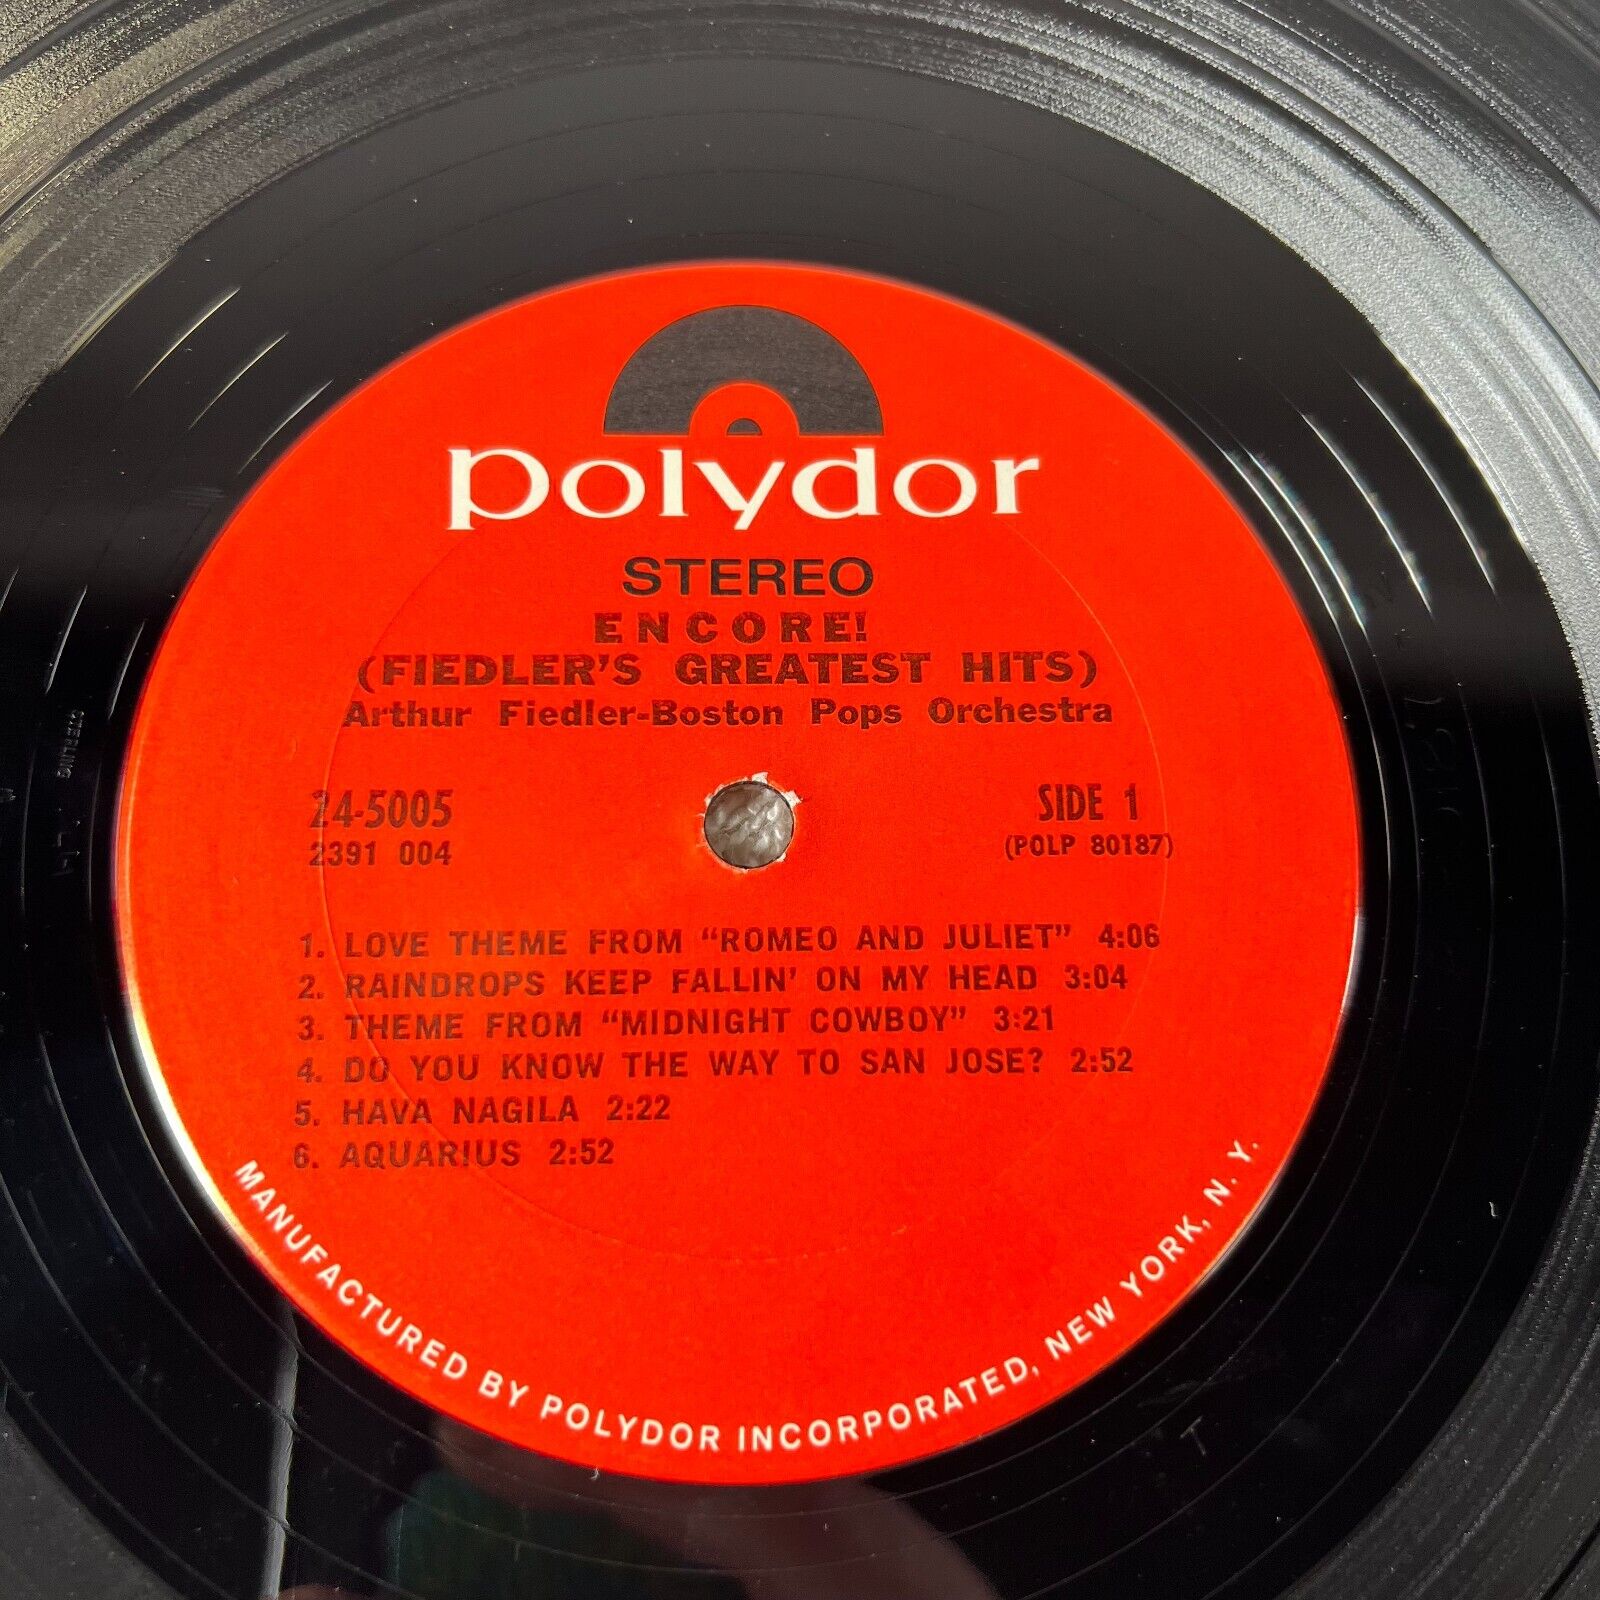 polydor
STEREO
ENCORE!
(FIEDLER'S GREATEST HITS)
Arthur Fiedler-Boston Pops Orchestra
24-5005
2391 004
SIDE 1
(POLP 80187)
1. LOVE THEME FROM "ROMEO AND JULIET" 4:06
2. RAINDROPS KEEP FALLIN' ON MY HEAD 3:04
3. THEME FROM "MIDNIGHT COWBOY" 3:21
4. DO YOU KNOW THE WAY TO SAN JOSE? 2:52
5. HAVA NAGILA 2:22
6. AQUARIUS 2:52
MANUFACTURED BY POLYDOR INCORPORATED, NEW YORK, N. Y.
STERLING